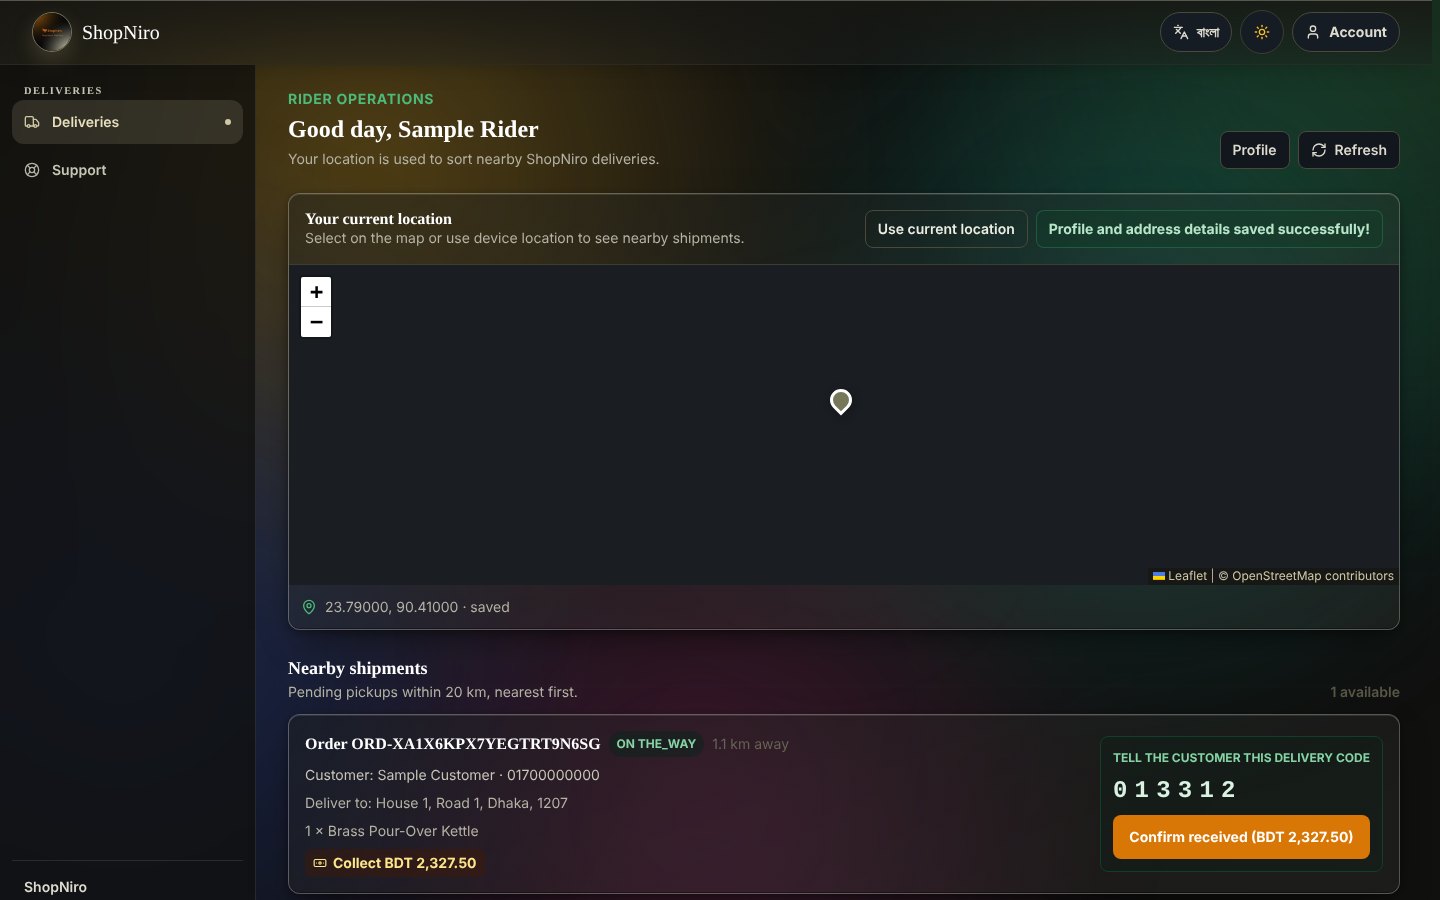 ShopNiro
বাংলা
Account
DELIVERIES
Deliveries
Support
RIDER OPERATIONS
Good day, Sample Rider
Your location is used to sort nearby ShopNiro deliveries.
Profile
Refresh
Your current location
Select on the map or use device location to see nearby shipments.
Use current location
Profile and address details saved successfully!
+
−
Leaflet | © OpenStreetMap contributors
23.79000, 90.41000 · saved
Nearby shipments
Pending pickups within 20 km, nearest first.
1 available
Order ORD-XA1X6KPX7YEGTRT9N6SG ON THE_WAY 1.1 km away
Customer: Sample Customer · 01700000000
Deliver to: House 1, Road 1, Dhaka, 1207
1 × Brass Pour-Over Kettle
Collect BDT 2,327.50
TELL THE CUSTOMER THIS DELIVERY CODE
013312
Confirm received (BDT 2,327.50)
ShopNiro